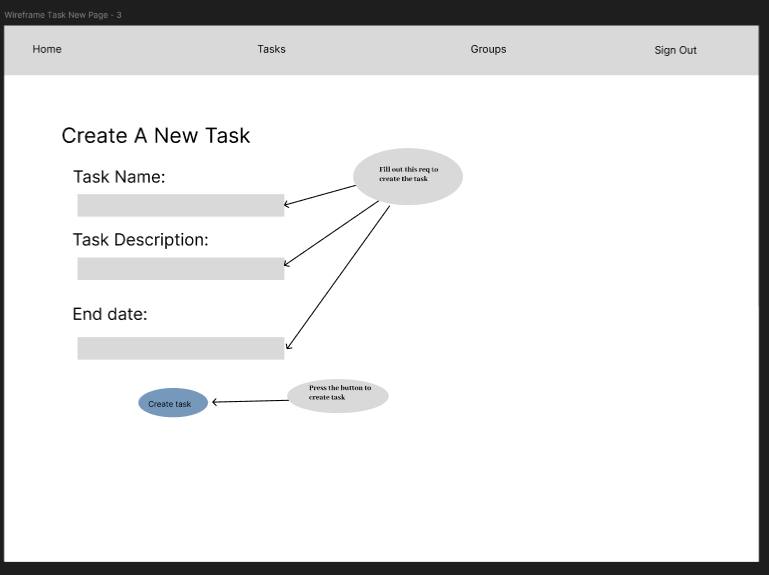 Wireframe Task New Page - 3
Home Tasks Groups Sign Out
Create A New Task
Task Name:
Fill out this req to
create the task
Task Description:
End date:
Press the button to
create task
Create task